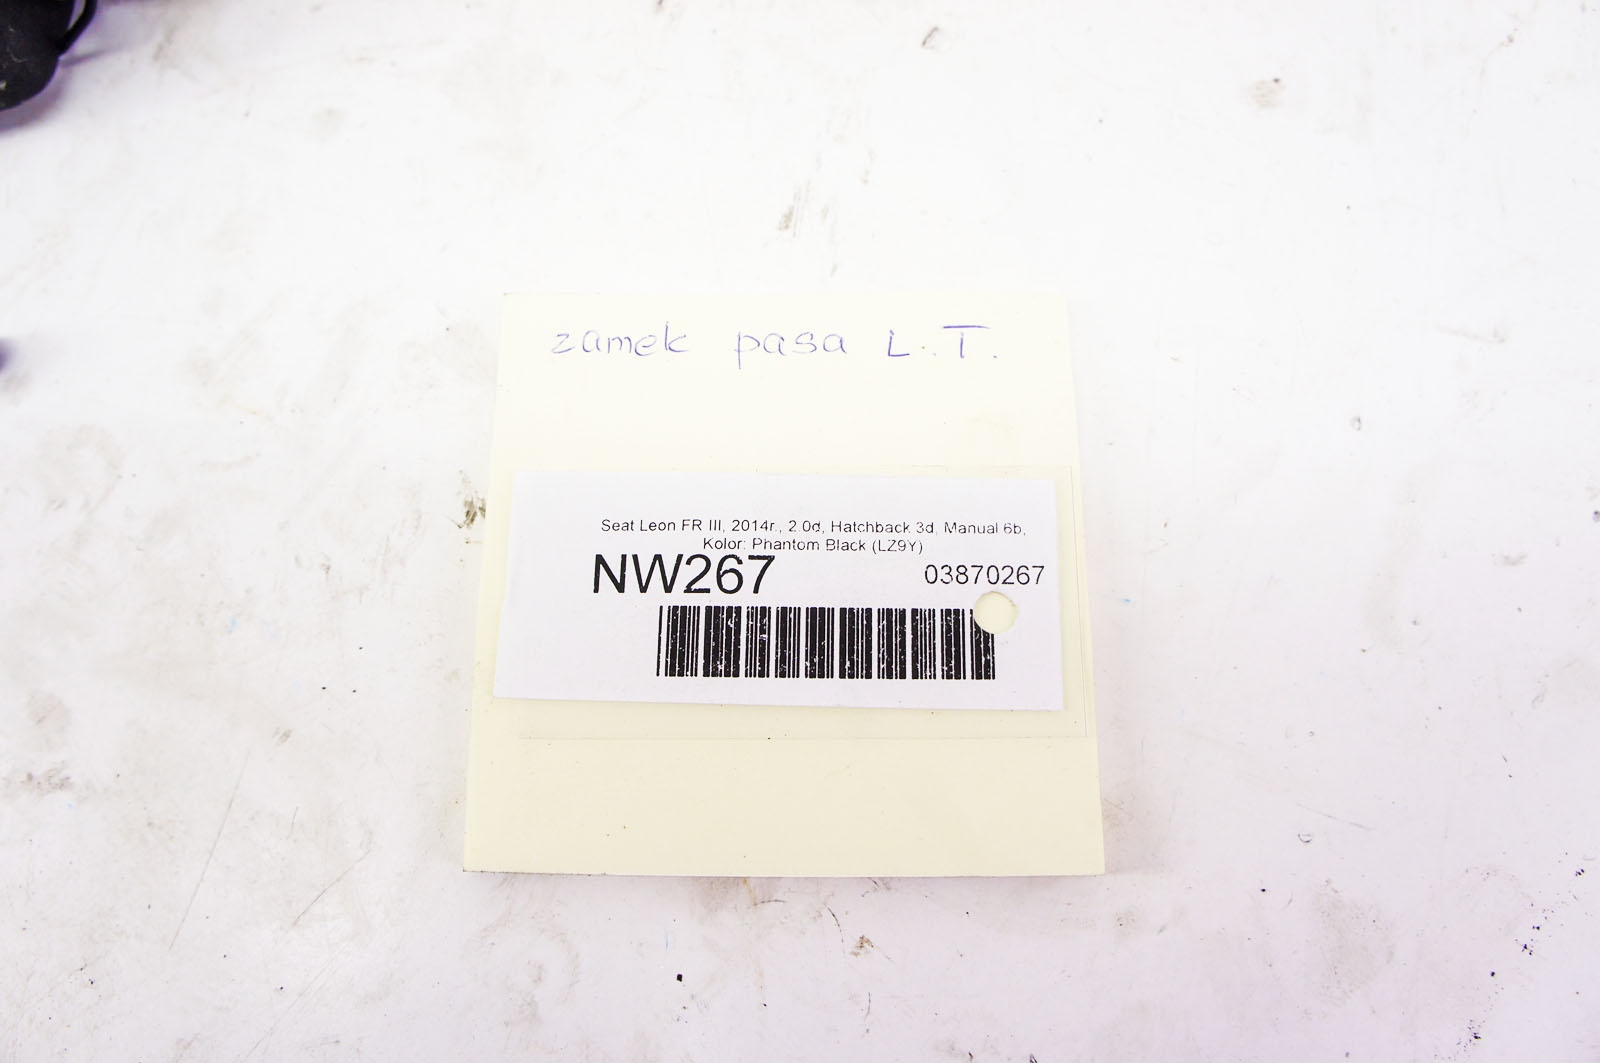 zamek pasa L.T.
Seat Leon FR III, 2014r., 2.0d, Hatchback 3d, Manual 6b,
Kolor: Phantom Black (LZ9Y)
NW267 03870267